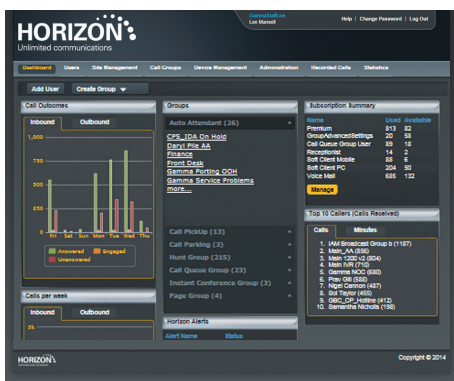 HORIZON
Unlimited communications
GammaStaffLive
Lee Mansell
Help | Change Password | Log Out
Dashboard Users Site Management Call Groups Device Management Administration Recorded Calls Statistics
Add User Create Group
Call Outcomes
Inbound Outbound
1,000
750
500
250
0
Fri Sat Sun Mon Tue Wed Thu
Answered Engaged
Unanswered
Calls per week
Inbound Outbound
5k
Groups
Auto Attendant (26)
CPS_IDA On Hold
Daryl Pile AA
Finance
Front Desk
Gamma Porting OOH
Gamma Service Problems
more...
Call PickUp (13)
Call Parking (3)
Hunt Group (215)
Call Queue Group (23)
Instant Conference Group (3)
Page Group (4)
Horizon Alerts
Alert Name Status
Subscription Summary
Name Used Available
Premium 813 82
GroupAdvancedSettings 20 58
Call Queue Group User 89 18
Receptionist 14 2
Soft Client Mobile 88 6
Soft Client PC 204 50
Voice Mail 685 132
Manage
Top 10 Callers (Calls Received)
Calls Minutes
1. IAM Broadcast Group b (1187)
2. Main_AA (856)
3. Main 1200 v2 (804)
4. Main IVR (710)
5. Gamma NOC (680)
6. Prav Gill (588)
7. Nigel Cannon (487)
8. Bol Taylor (455)
9. GBC_CP_Hotline (412)
10. Samantha Nicholls (198)
HORIZON
Copyright © 2014